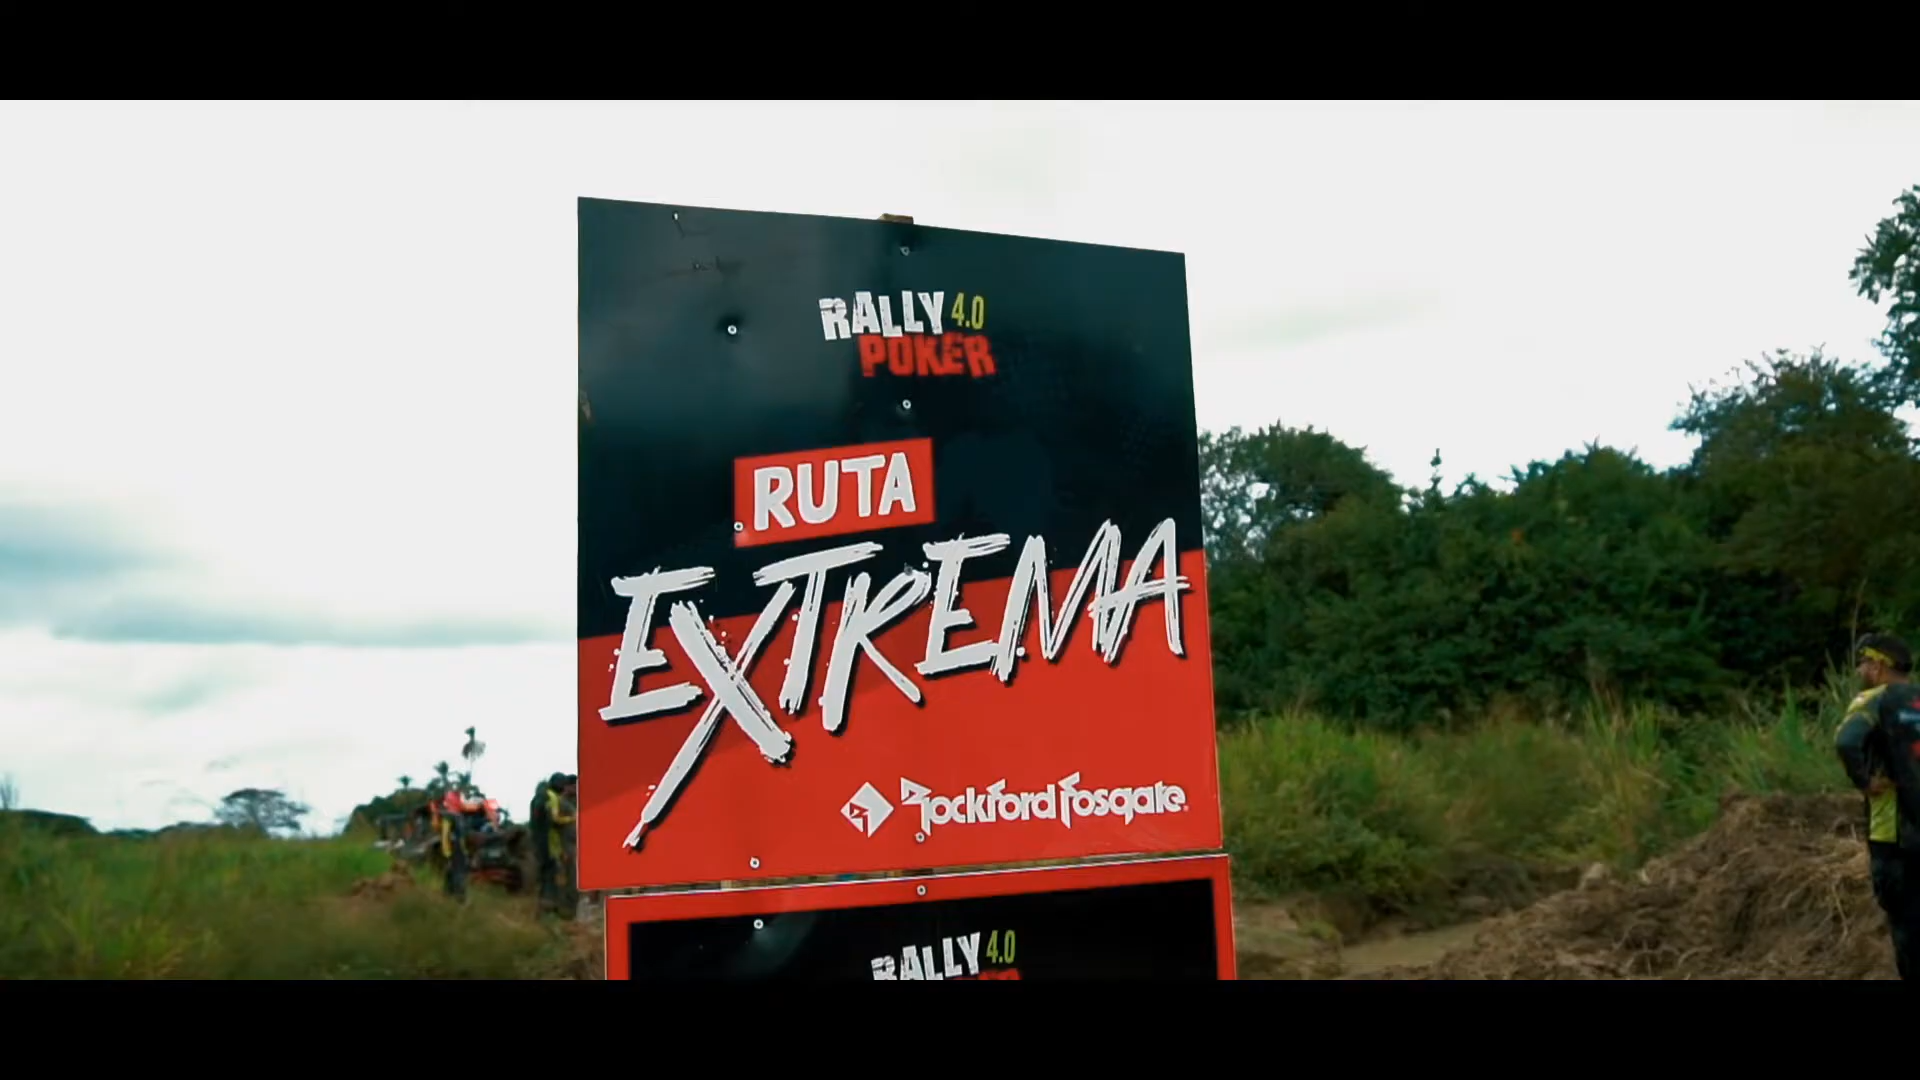 RALLY 4.0
POKER
RUTA
EXTREMA
Rockford Fosgate
RALLY 4.0